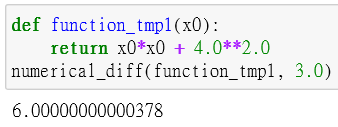 def function_tmp1(x0):
    return x0*x0 + 4.0**2.0
numerical_diff(function_tmp1, 3.0)
6.00000000000378